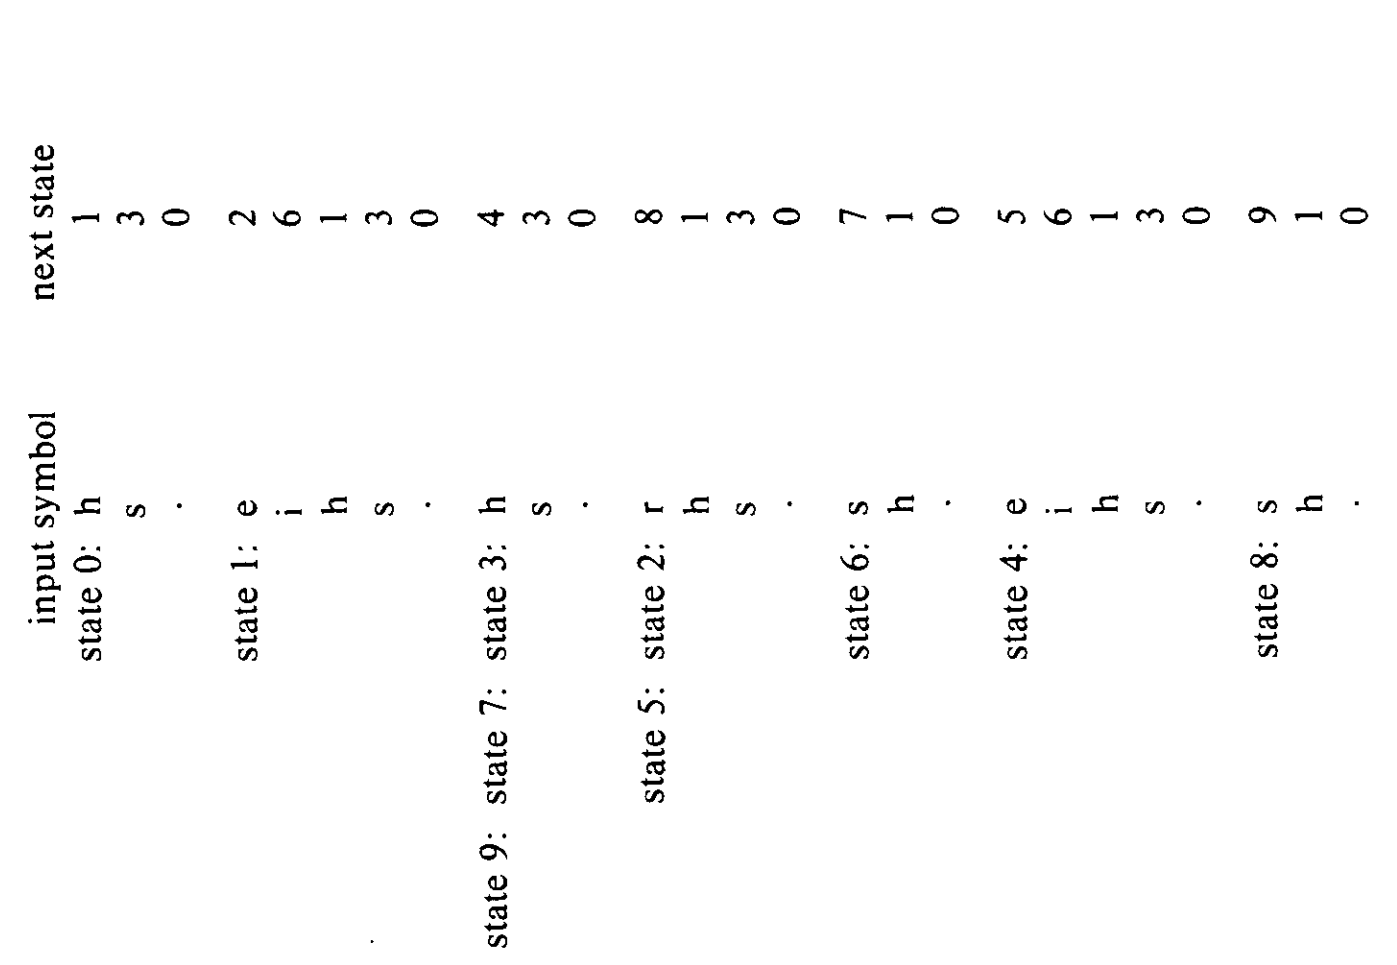 input symbol next state
state 0: h 1
s 3
. 0
state 1: e 2
i 6
h 1
s 3
. 0
state 9: state 7: state 3: h 4
s 3
. 0
state 5: state 2: r 8
h 1
s 3
. 0
state 6: s 7
h 1
. 0
state 4: e 5
i 6
h 1
s 3
. 0
state 8: s 9
h 1
. 0